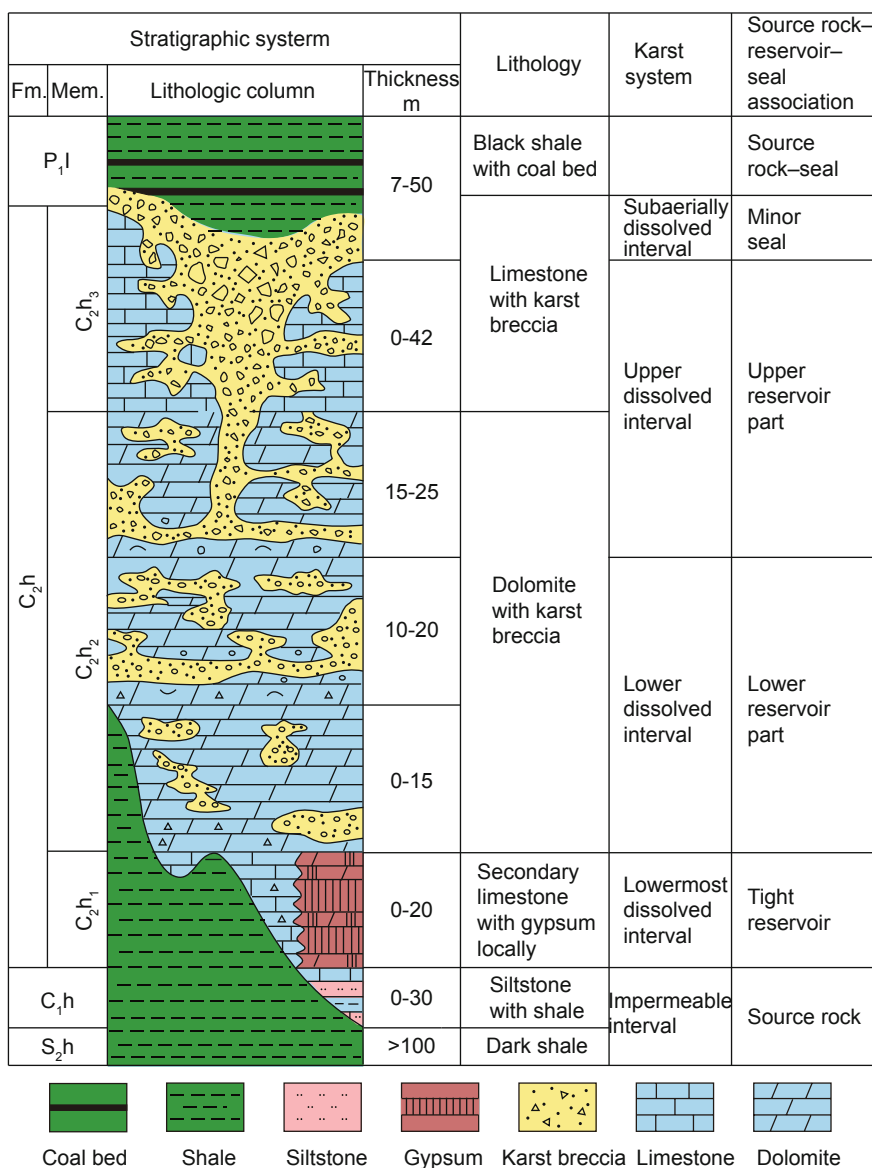 Stratigraphic systerm
Lithology
Karst
system
Source rock–
reservoir–
seal
association
Fm.
Mem.
Lithologic column
Thickness
m
P₁l
7-50
Black shale
with coal bed
Source
rock–seal
C₂h
C₂h₃
Limestone
with karst
breccia
Subaerially
dissolved
interval
Minor
seal
0-42
Upper
dissolved
interval
Upper
reservoir
part
C₂h₂
15-25
Dolomite
with karst
breccia
10-20
Lower
dissolved
interval
Lower
reservoir
part
0-15
C₂h₁
0-20
Secondary
limestone
with gypsum
locally
Lowermost
dissolved
interval
Tight
reservoir
C₁h
0-30
Siltstone
with shale
Impermeable
interval
Source rock
S₂h
>100
Dark shale
Coal bed
Shale
Siltstone
Gypsum
Karst breccia
Limestone
Dolomite